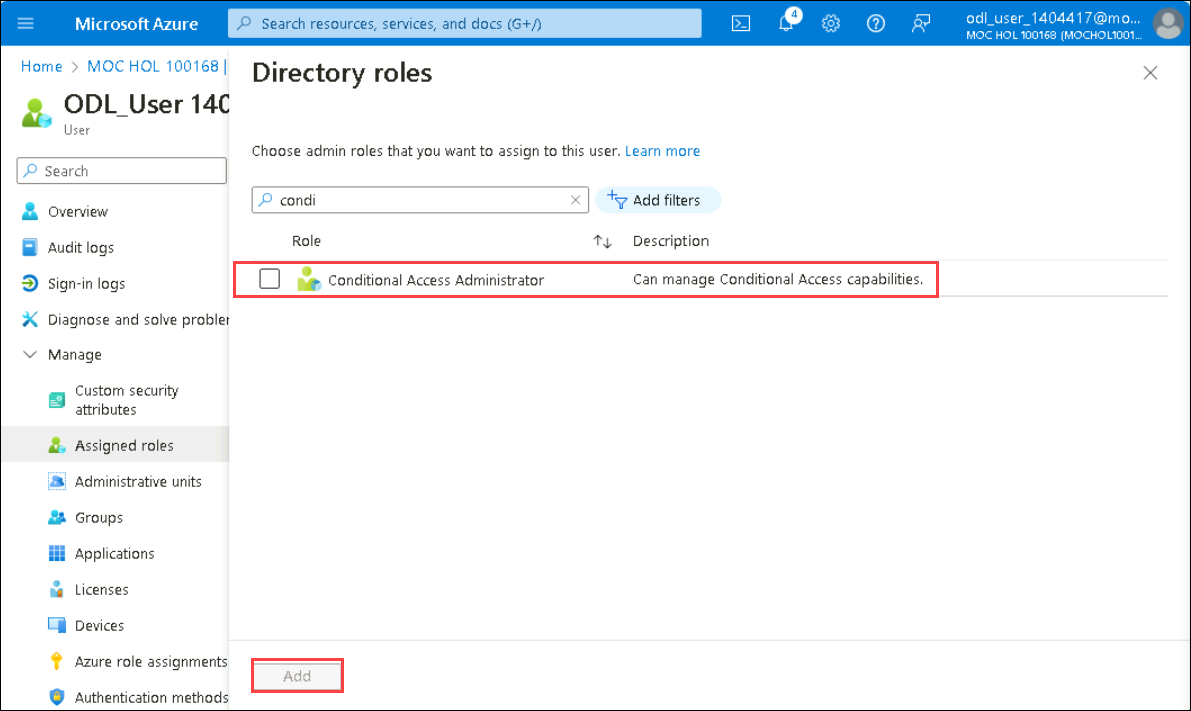 Microsoft Azure
Search resources, services, and docs (G+/)
4
odl_user_1404417@mo...
MOC HOL 100168 (MOCHOL1001...
Home > MOC HOL 100168 |
Directory roles
ODL_User 140
User
Choose admin roles that you want to assign to this user. Learn more
Search
condi
Add filters
Role
Description
Overview
Audit logs
Conditional Access Administrator
Can manage Conditional Access capabilities.
Sign-in logs
Diagnose and solve probler
Manage
Custom security
attributes
Assigned roles
Administrative units
Groups
Applications
Licenses
Devices
Azure role assignments
Add
Authentication methods